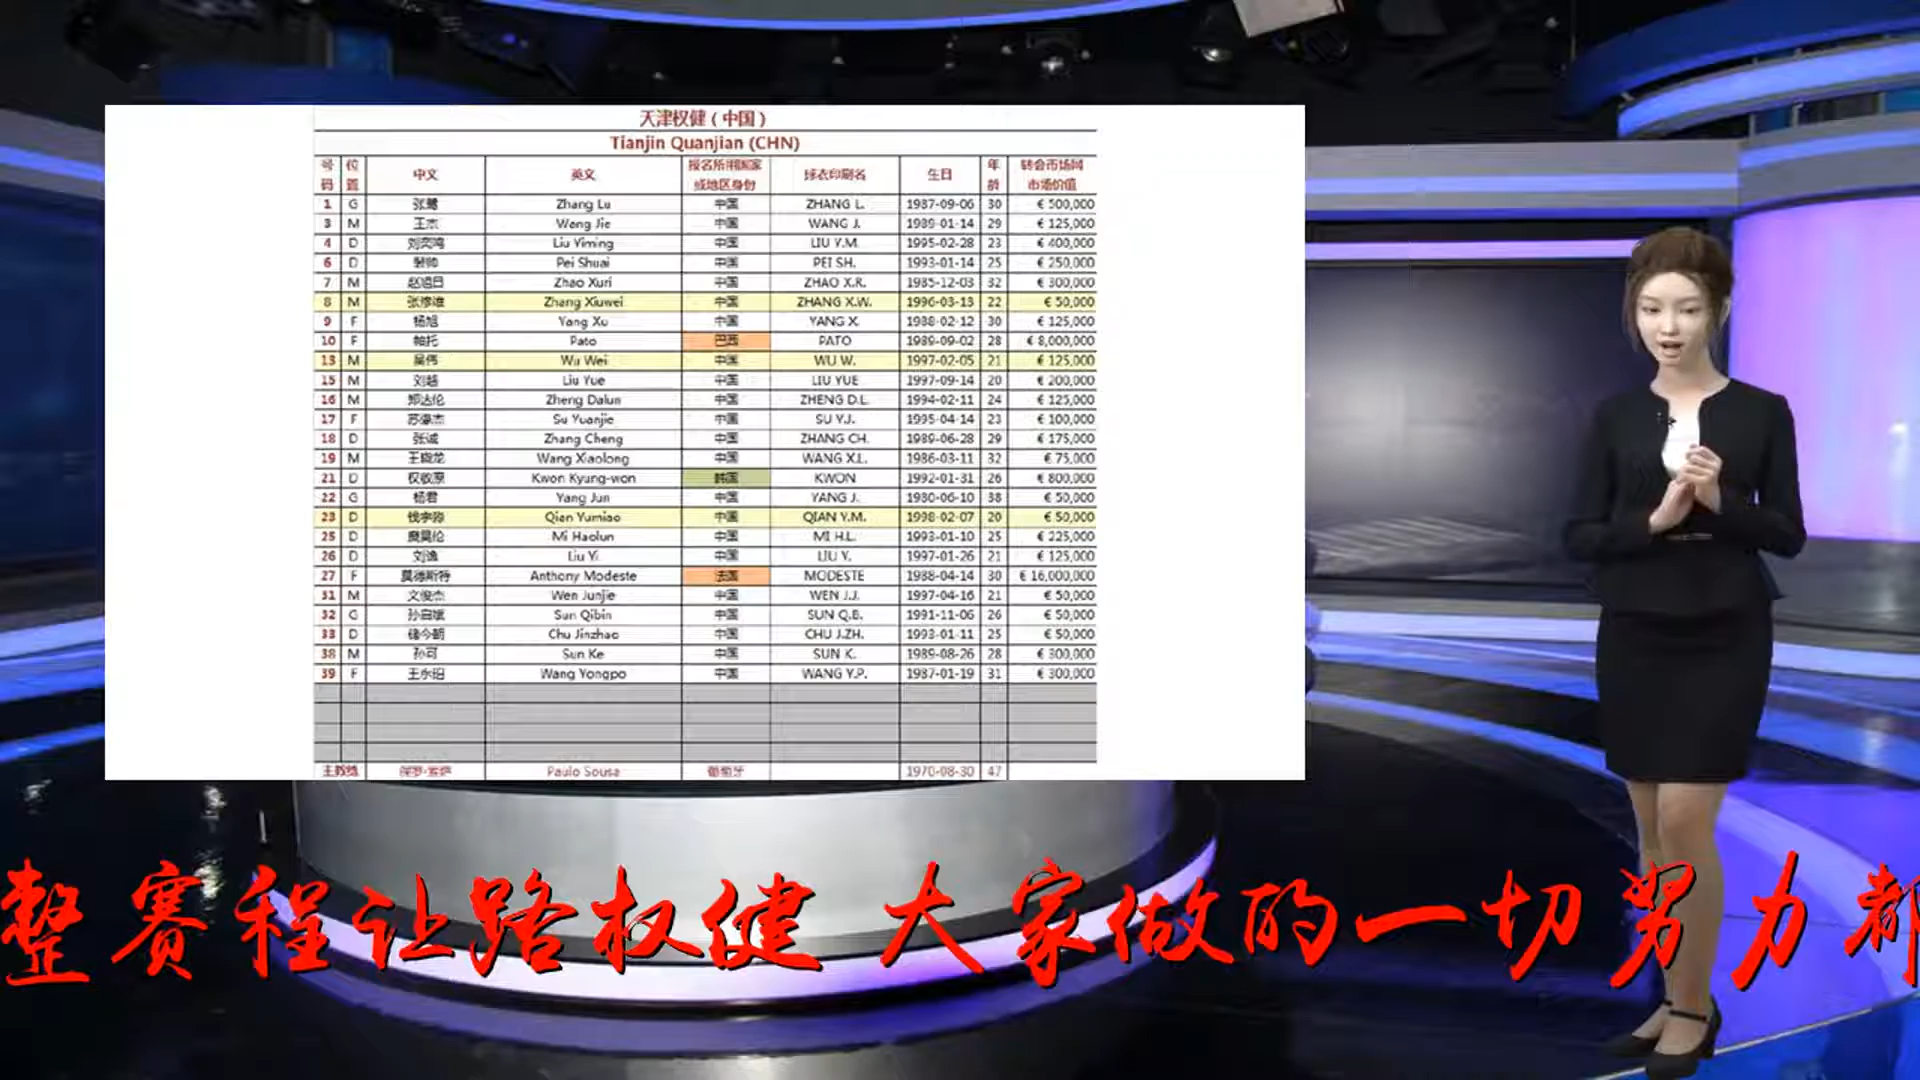 天津权健（中国）
Tianjin Quanjian (CHN)
号码 位置 中文 英文 报名所用国家或地区身份 球衣印刷名 生日 年龄 转会市场网市场价值
1 G 张鹭 Zhang Lu 中国 ZHANG L. 1987-09-06 30 € 500,000
3 M 王杰 Wang Jie 中国 WANG J. 1989-01-14 29 € 125,000
4 D 刘奕鸣 Liu Yiming 中国 LIU Y.M. 1995-02-28 23 € 400,000
6 D 裴帅 Pei Shuai 中国 PEI SH. 1993-01-14 25 € 250,000
7 M 赵旭日 Zhao Xuri 中国 ZHAO X.R. 1985-12-03 32 € 300,000
8 M 张修维 Zhang Xiuwei 中国 ZHANG X.W. 1996-03-13 22 € 50,000
9 F 杨旭 Yang Xu 中国 YANG X. 1988-02-12 30 € 125,000
10 F 帕托 Pato 巴西 PATO 1989-09-02 28 € 8,000,000
13 M 吴伟 Wu Wei 中国 WU W. 1997-02-05 21 € 125,000
15 M 刘越 Liu Yue 中国 LIU YUE 1997-09-14 20 € 200,000
16 M 郑达伦 Zheng Dalun 中国 ZHENG D.L. 1994-02-11 24 € 125,000
17 F 苏缘杰 Su Yuanjie 中国 SU Y.J. 1995-04-14 23 € 100,000
18 D 张诚 Zhang Cheng 中国 ZHANG CH. 1989-06-28 29 € 175,000
19 M 王晓龙 Wang Xiaolong 中国 WANG X.L. 1986-03-11 32 € 75,000
21 D 权敬原 Kwon Kyung-won 韩国 KWON 1992-01-31 26 € 800,000
22 G 杨君 Yang Jun 中国 YANG J. 1980-06-10 38 € 50,000
23 D 钱宇淼 Qian Yumiao 中国 QIAN Y.M. 1998-02-07 20 € 50,000
25 D 糜昊伦 Mi Haolun 中国 MI H.L. 1993-01-10 25 € 225,000
26 D 刘逸 Liu Yi 中国 LIU Y. 1997-01-26 21 € 125,000
27 F 莫德斯特 Anthony Modeste 法国 MODESTE 1988-04-14 30 € 16,000,000
31 M 文俊杰 Wen Junjie 中国 WEN J.J. 1997-04-16 21 € 50,000
32 G 孙启斌 Sun Qibin 中国 SUN Q.B. 1991-11-06 26 € 50,000
33 D 储今朝 Chu Jinzhao 中国 CHU J.ZH. 1993-01-11 25 € 50,000
38 M 孙可 Sun Ke 中国 SUN K. 1989-08-26 28 € 300,000
39 F 王永珀 Wang Yongpo 中国 WANG Y.P. 1987-01-19 31 € 300,000
主教练 保罗·索萨 Paulo Sousa 葡萄牙 1970-08-30 47
整赛程让路权健 大家做的一切努力都